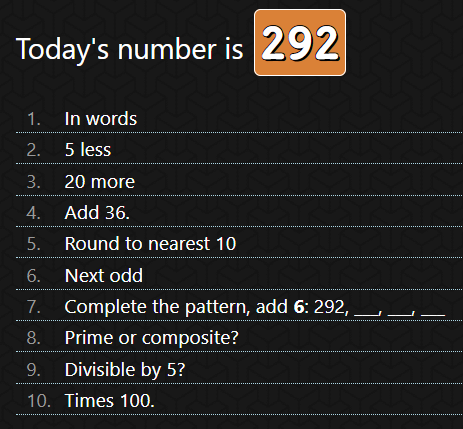 Today's number is 292
1. In words
2. 5 less
3. 20 more
4. Add 36.
5. Round to nearest 10
6. Next odd
7. Complete the pattern, add 6: 292, ___, ___, ___
8. Prime or composite?
9. Divisible by 5?
10. Times 100.